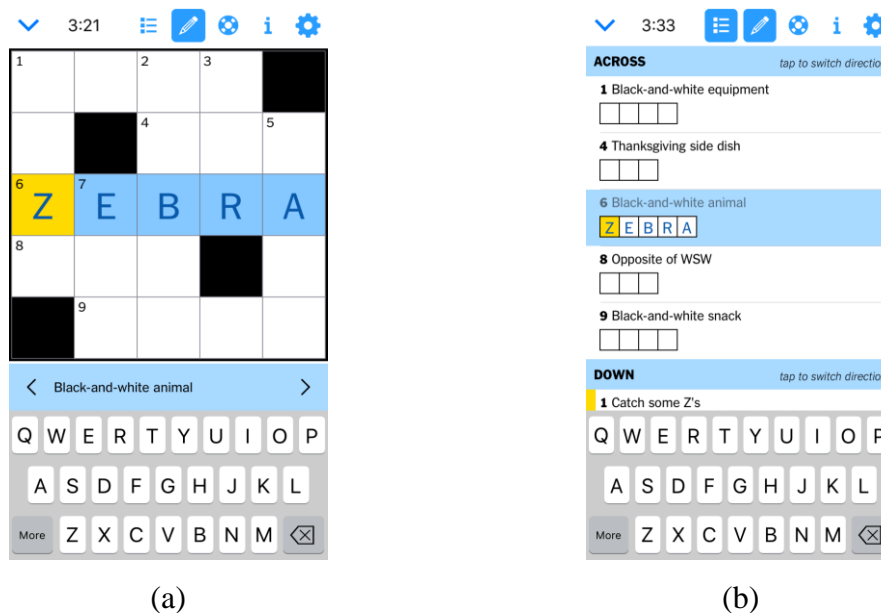 3:21
i
1
2
3
4
5
6
7
Z E B R A
8
9
Black-and-white animal
Q W E R T Y U I O P
A S D F G H J K L
More Z X C V B N M
(a)
3:33
i
ACROSS tap to switch direction
1 Black-and-white equipment
4 Thanksgiving side dish
6 Black-and-white animal
Z E B R A
8 Opposite of WSW
9 Black-and-white snack
DOWN tap to switch direction
1 Catch some Z's
Q W E R T Y U I O P
A S D F G H J K L
More Z X C V B N M
(b)